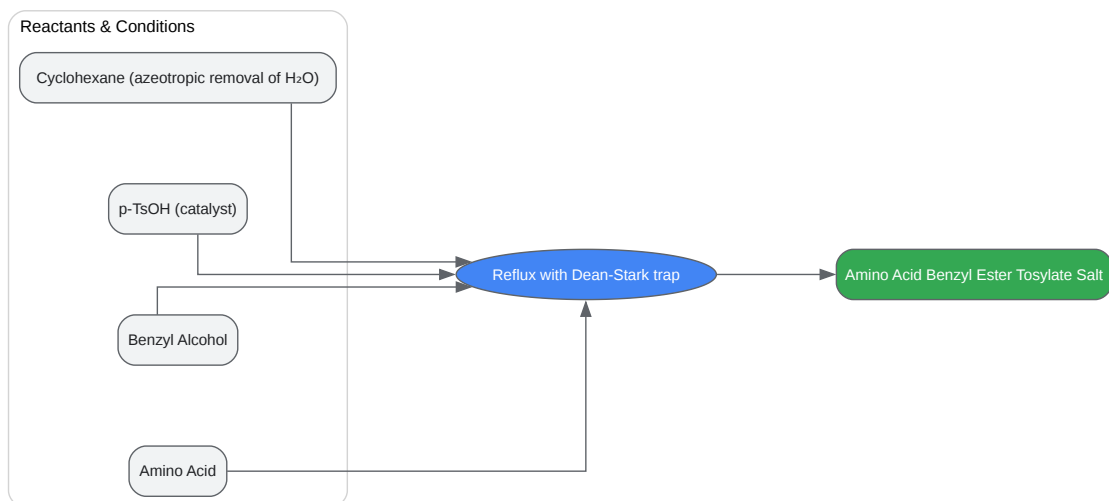 Reactants & Conditions
Cyclohexane (azeotropic removal of H₂O)
p-TsOH (catalyst)
Benzyl Alcohol
Amino Acid
Reflux with Dean-Stark trap
Amino Acid Benzyl Ester Tosylate Salt